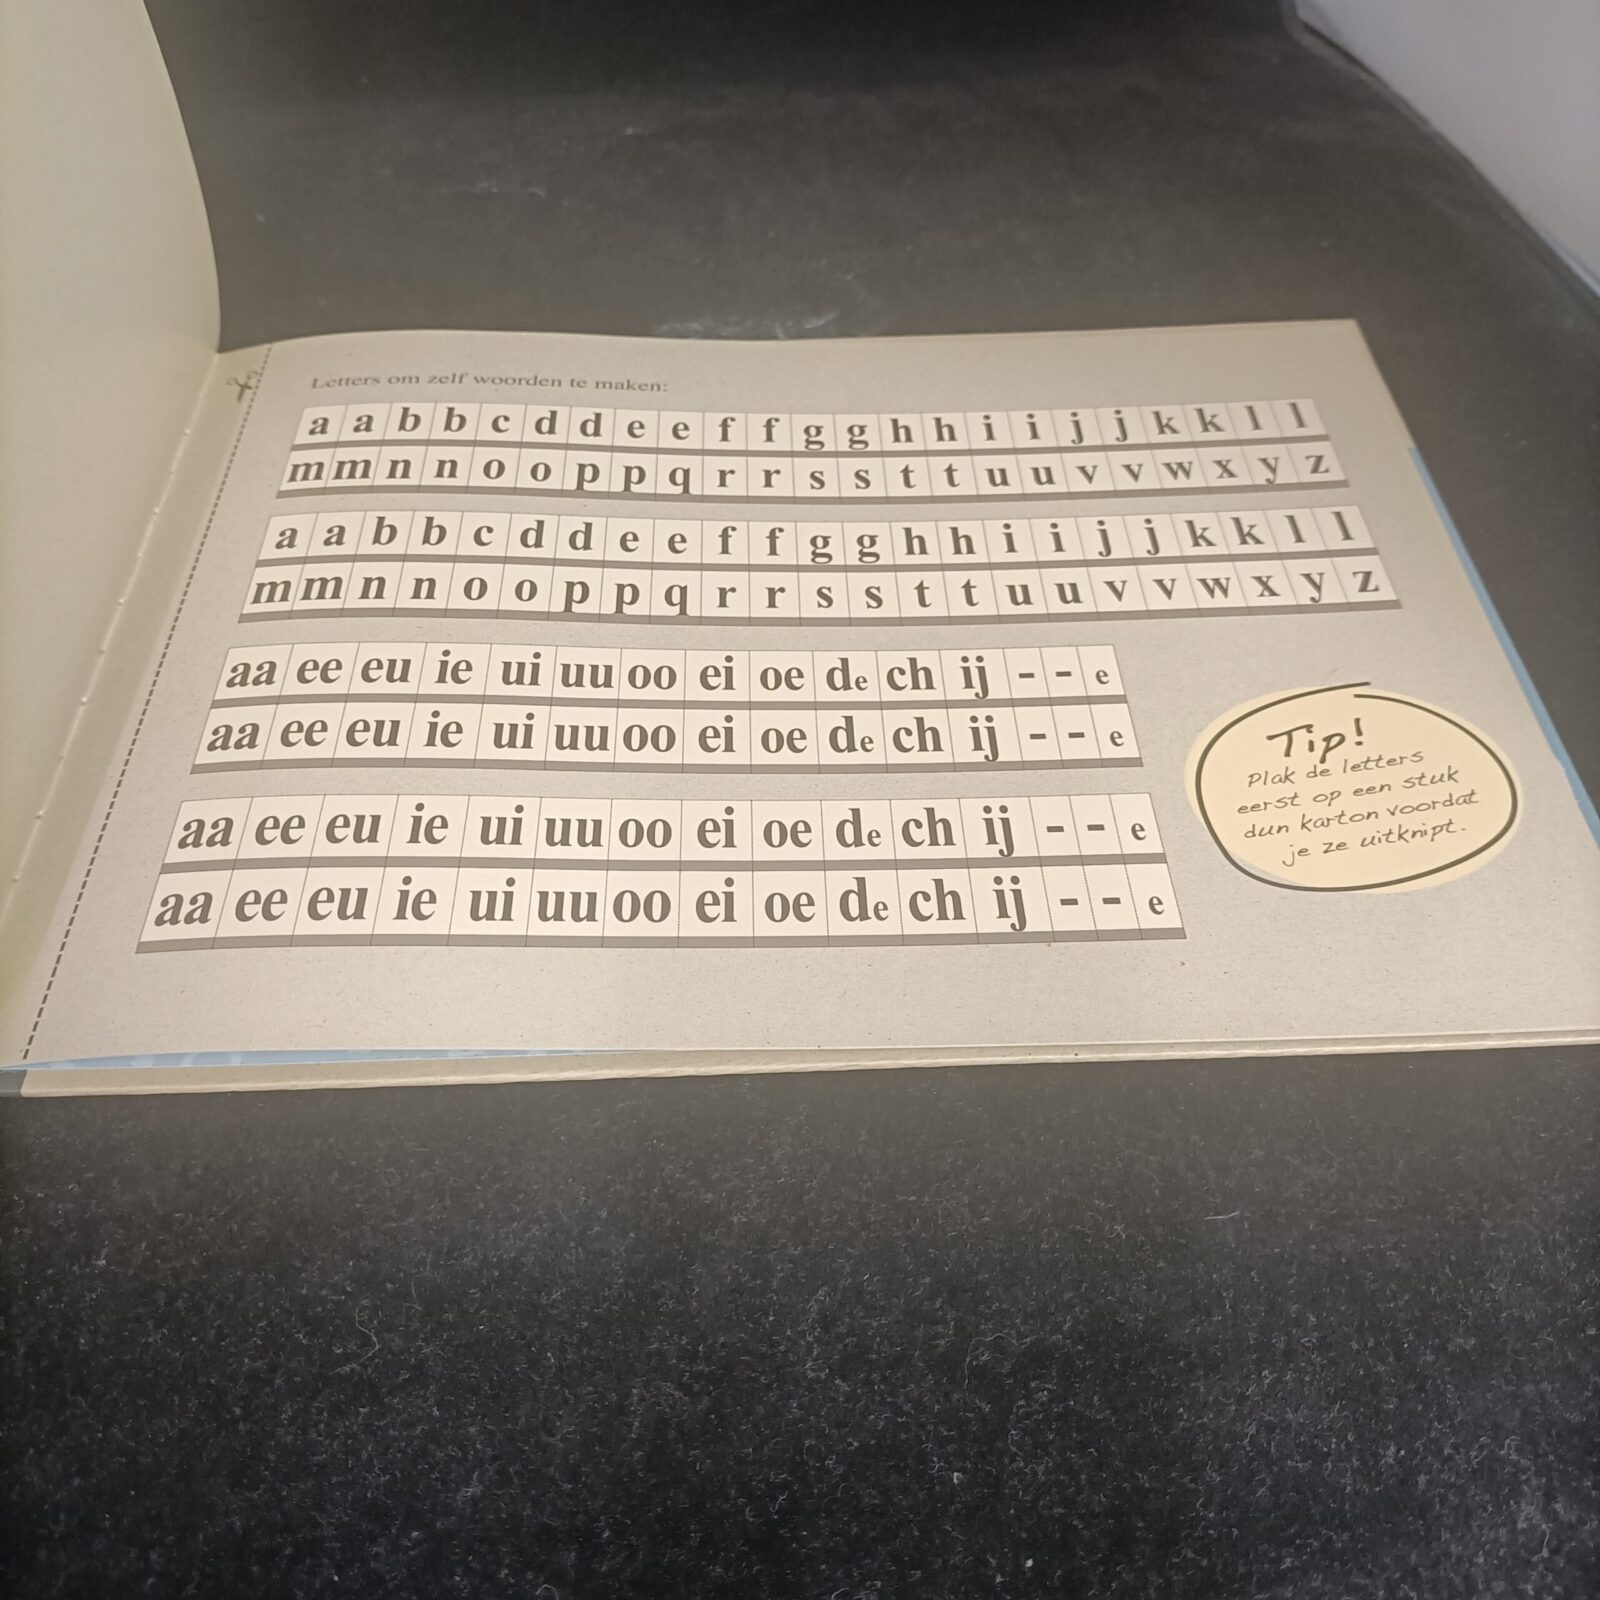 Letters om zelf woorden te maken:
a a b b c d d e e f f g g h h i i j j k k l l
m m n n o o p p q r r s s t t u u v v w x y z
a a b b c d d e e f f g g h h i i j j k k l l
m m n n o o p p q r r s s t t u u v v w x y z
aa ee eu ie ui uu oo ei oe de ch ij - - e
aa ee eu ie ui uu oo ei oe de ch ij - - e
aa ee eu ie ui uu oo ei oe de ch ij - - e
aa ee eu ie ui uu oo ei oe de ch ij - - e
Tip!
Plak de letters
eerst op een stuk
dun karton voordat
je ze uitknipt.